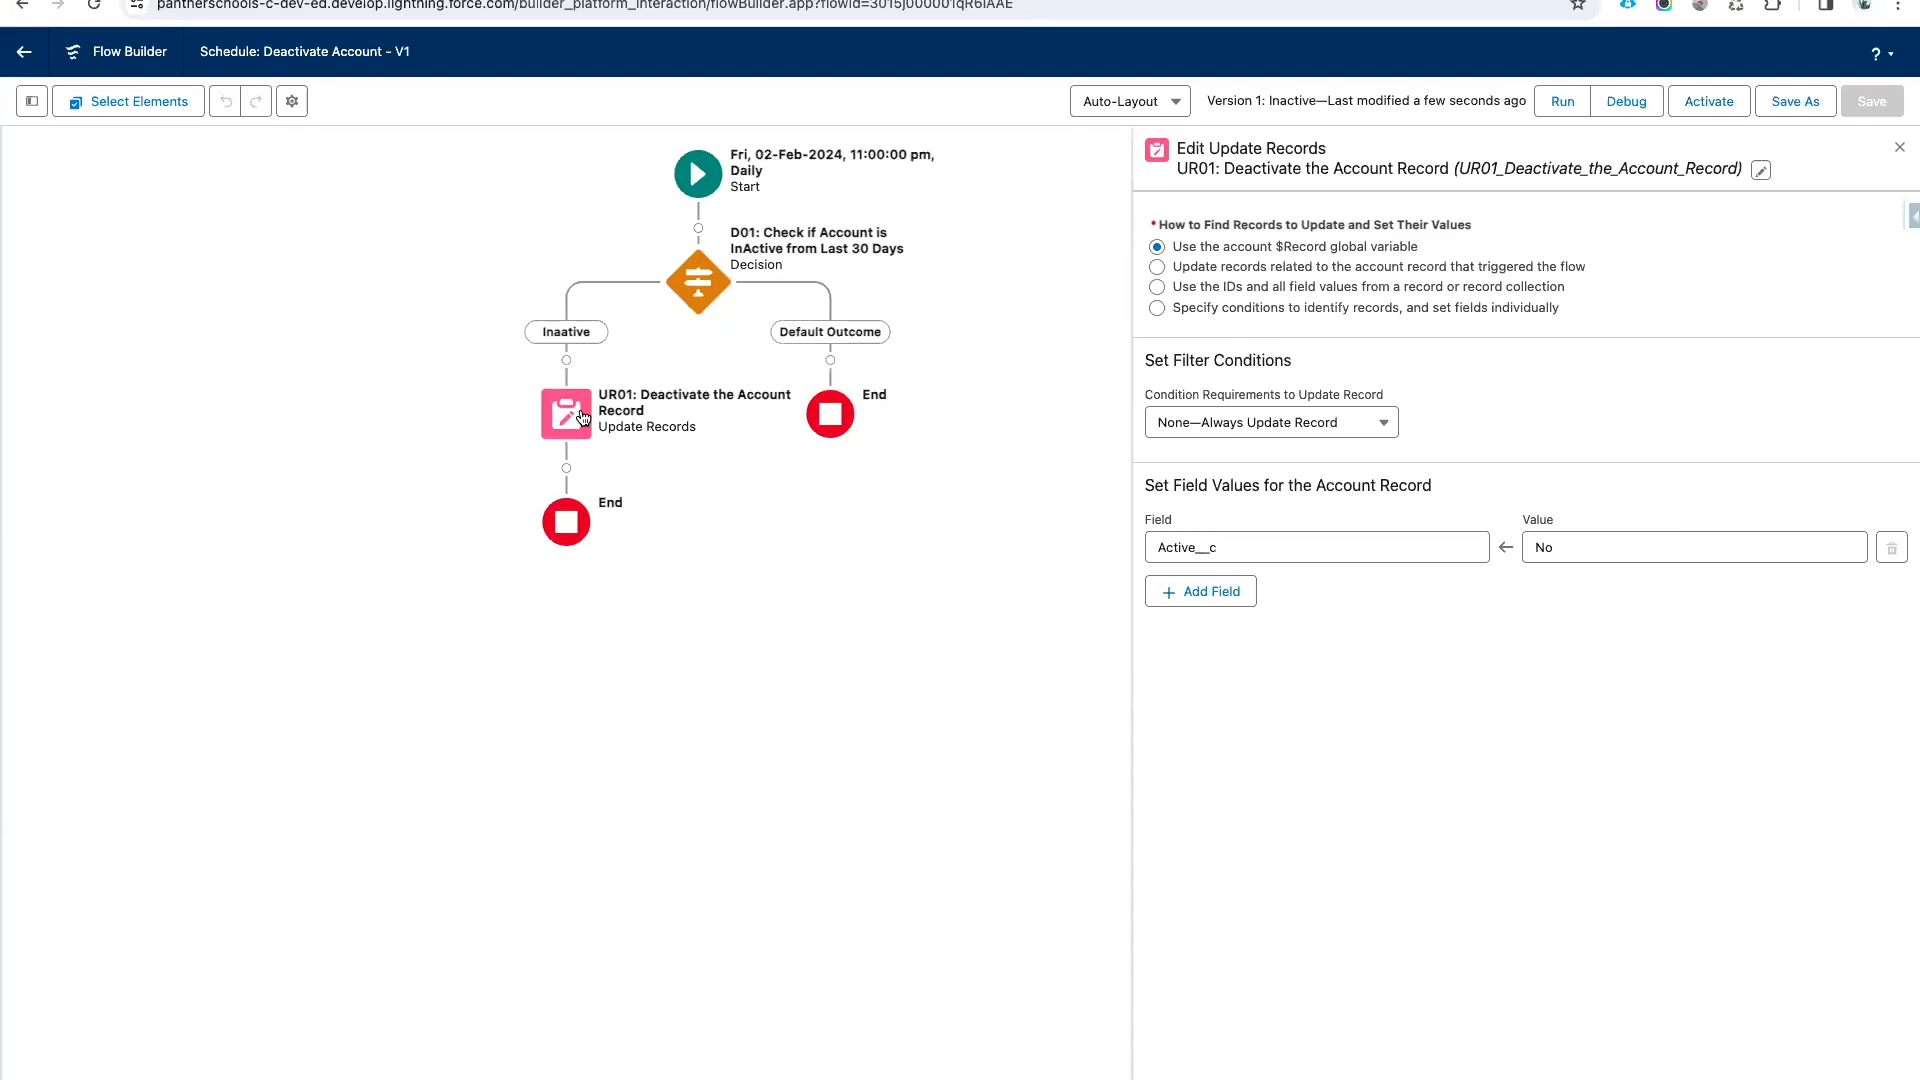 pantherschools-c-dev-ed.develop.lightning.force.com/builder_platform_interaction/flowBuilder.app?flowId=3015j000001qR6IAAE
Flow Builder
Schedule: Deactivate Account - V1
?
Select Elements
Auto-Layout
Version 1: Inactive—Last modified a few seconds ago
Run
Debug
Activate
Save As
Save
Fri, 02-Feb-2024, 11:00:00 pm,
Daily
Start
D01: Check if Account is
InActive from Last 30 Days
Decision
Inaative
Default Outcome
UR01: Deactivate the Account
Record
Update Records
End
End
Edit Update Records
UR01: Deactivate the Account Record (UR01_Deactivate_the_Account_Record)
* How to Find Records to Update and Set Their Values
Use the account $Record global variable
Update records related to the account record that triggered the flow
Use the IDs and all field values from a record or record collection
Specify conditions to identify records, and set fields individually
Set Filter Conditions
Condition Requirements to Update Record
None—Always Update Record
Set Field Values for the Account Record
Field
Value
Active__c
No
+ Add Field